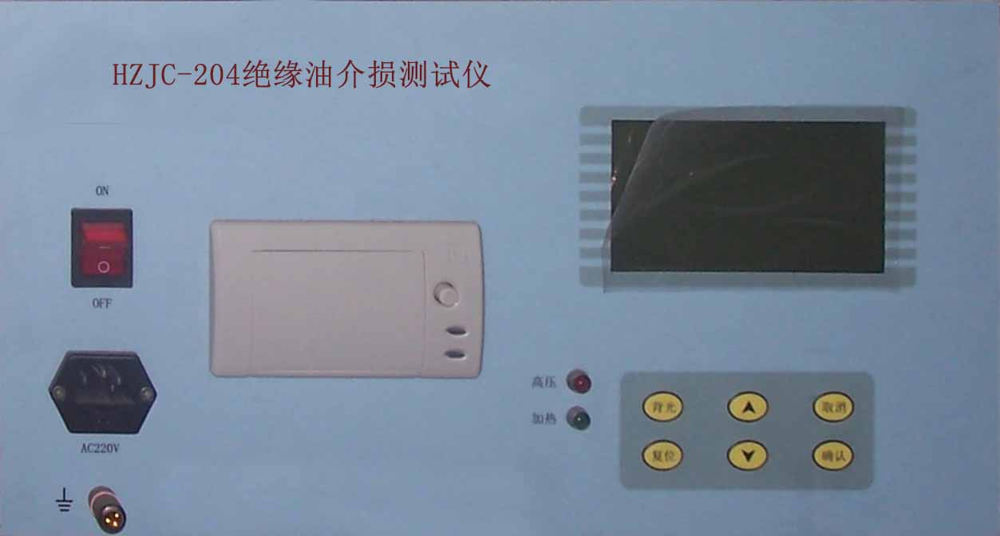 HZJC-204绝缘油介损测试仪
ON
OFF
AC220V
高压
加热
背光
取消
复位
确认